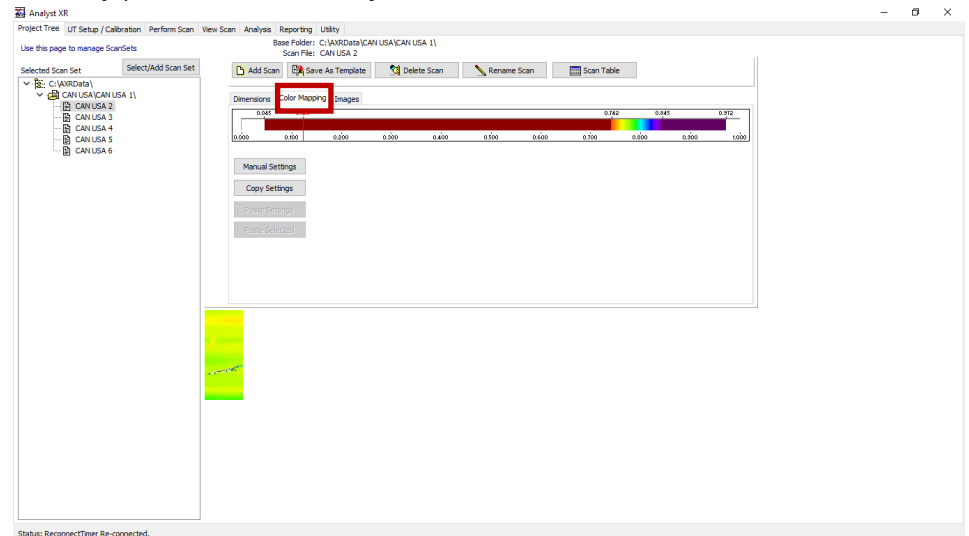 Analyst XR
Project Tree UT Setup / Calibration Perform Scan View Scan Analysis Reporting Utility
Use this page to manage ScanSets
Base Folder: C:\AXRData\CAN USA\CAN USA 1\
Scan File: CAN USA 2
Selected Scan Set
Select/Add Scan Set
Add Scan Save As Template Delete Scan Rename Scan Scan Table
C:\AXRData\
CAN USA\CAN USA 1\
CAN USA 2
CAN USA 3
CAN USA 4
CAN USA 5
CAN USA 6
Dimensions Color Mapping Images
0.045 0.742 0.845 0.972
0.000 0.100 0.200 0.300 0.400 0.500 0.600 0.700 0.800 0.900 1.000
Manual Settings
Copy Settings
Paste Settings
Paste Selected
Status: ReconnectTimer Re-connected.